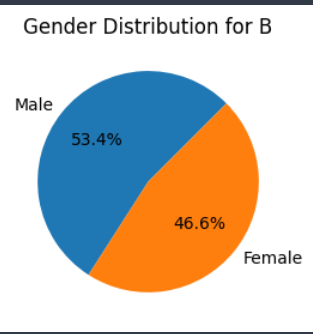 Gender Distribution for B
Male
53.4%
46.6%
Female